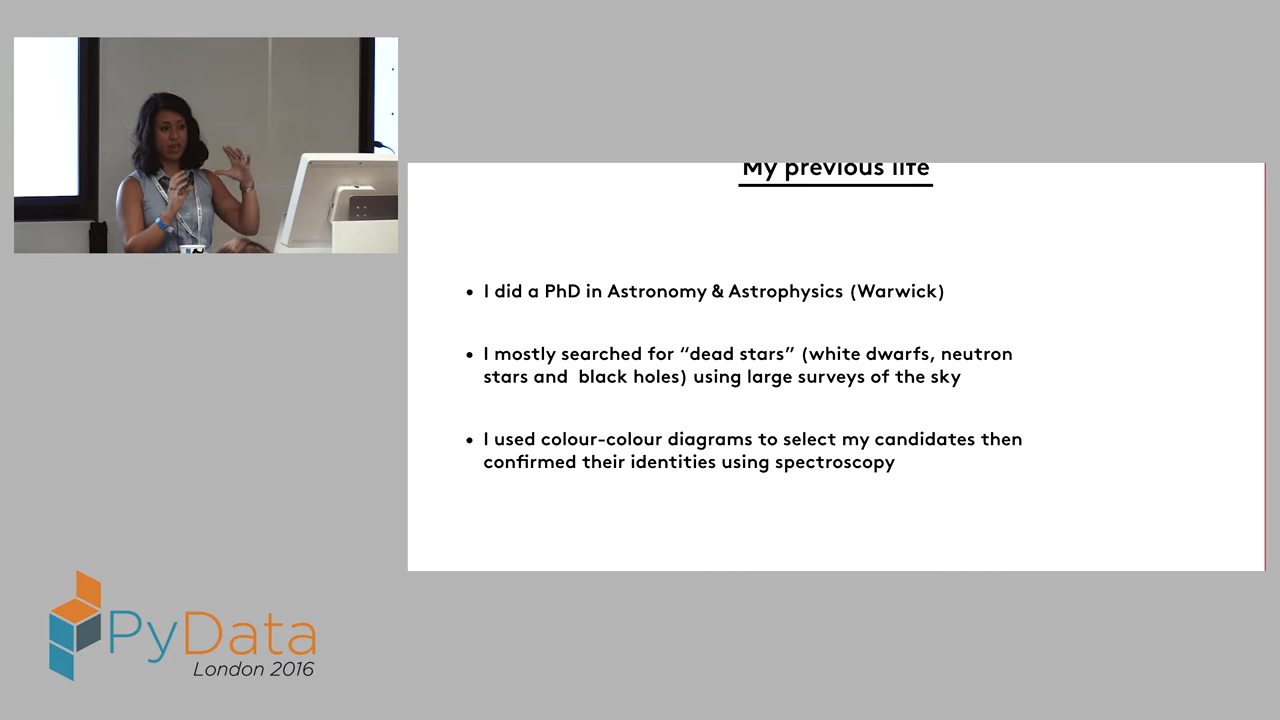 My previous life
• I did a PhD in Astronomy & Astrophysics (Warwick)
• I mostly searched for “dead stars” (white dwarfs, neutron
stars and  black holes) using large surveys of the sky
• I used colour-colour diagrams to select my candidates then
confirmed their identities using spectroscopy
PyData
London 2016